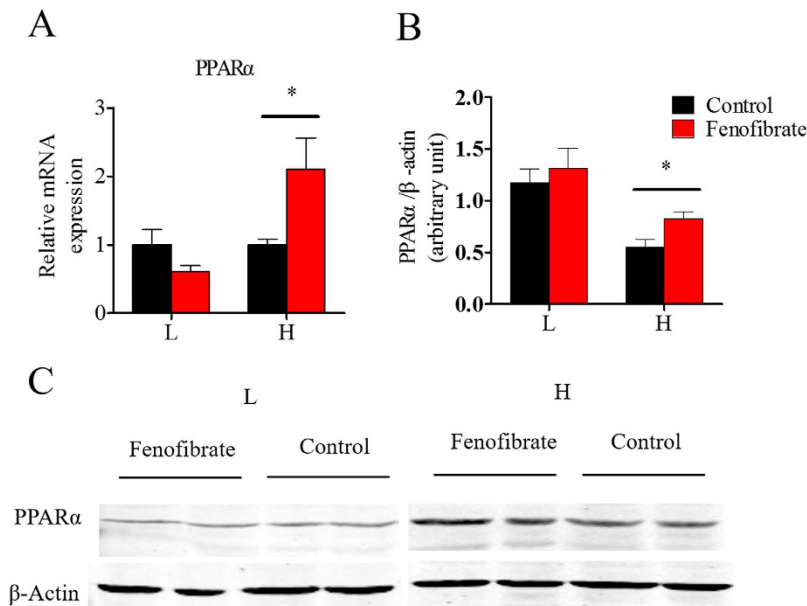 A
PPARα
Relative mRNA
expression
3
2
1
0
*
L
H
B
PPARα /β -actin
(arbitrary unit)
2.0
1.5
1.0
0.5
0.0
*
L
H
Control
Fenofibrate
C
L
H
Fenofibrate
Control
Fenofibrate
Control
PPARα
β-Actin